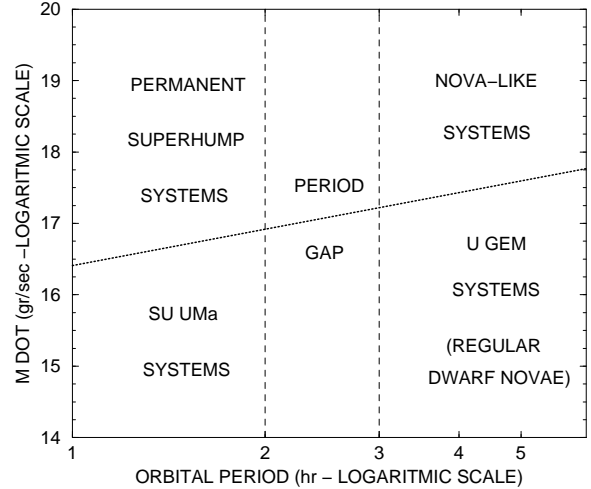 20
19
18
17
16
15
14
M DOT (gr/sec −LOGARITMIC SCALE)
PERMANENT
SUPERHUMP
SYSTEMS
NOVA−LIKE
SYSTEMS
PERIOD
GAP
U GEM
SYSTEMS
(REGULAR
DWARF NOVAE)
SU UMa
SYSTEMS
1 2 3 4 5
ORBITAL PERIOD (hr − LOGARITMIC SCALE)